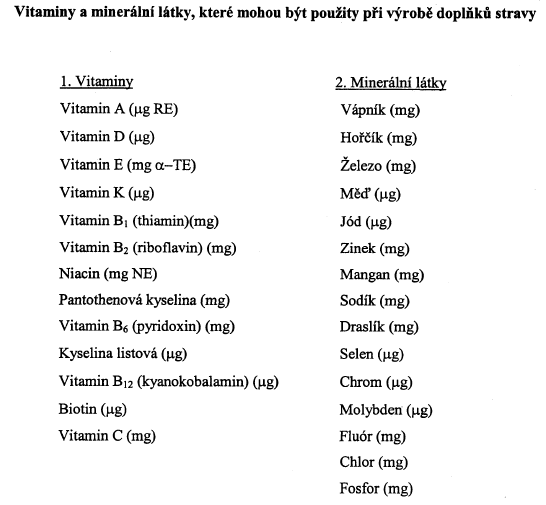 Vitaminy a minerální látky, které mohou být použity při výrobě doplňků stravy
1. Vitaminy
Vitamin A (µg RE)
Vitamin D (µg)
Vitamin E (mg α–TE)
Vitamin K (µg)
Vitamin B₁ (thiamin)(mg)
Vitamin B₂ (riboflavin) (mg)
Niacin (mg NE)
Pantothenová kyselina (mg)
Vitamin B₆ (pyridoxin) (mg)
Kyselina listová (µg)
Vitamin B₁₂ (kyanokobalamin) (µg)
Biotin (µg)
Vitamin C (mg)
2. Minerální látky
Vápník (mg)
Hořčík (mg)
Železo (mg)
Měď (µg)
Jód (µg)
Zinek (mg)
Mangan (mg)
Sodík (mg)
Draslík (mg)
Selen (µg)
Chrom (µg)
Molybden (µg)
Fluór (mg)
Chlor (mg)
Fosfor (mg)